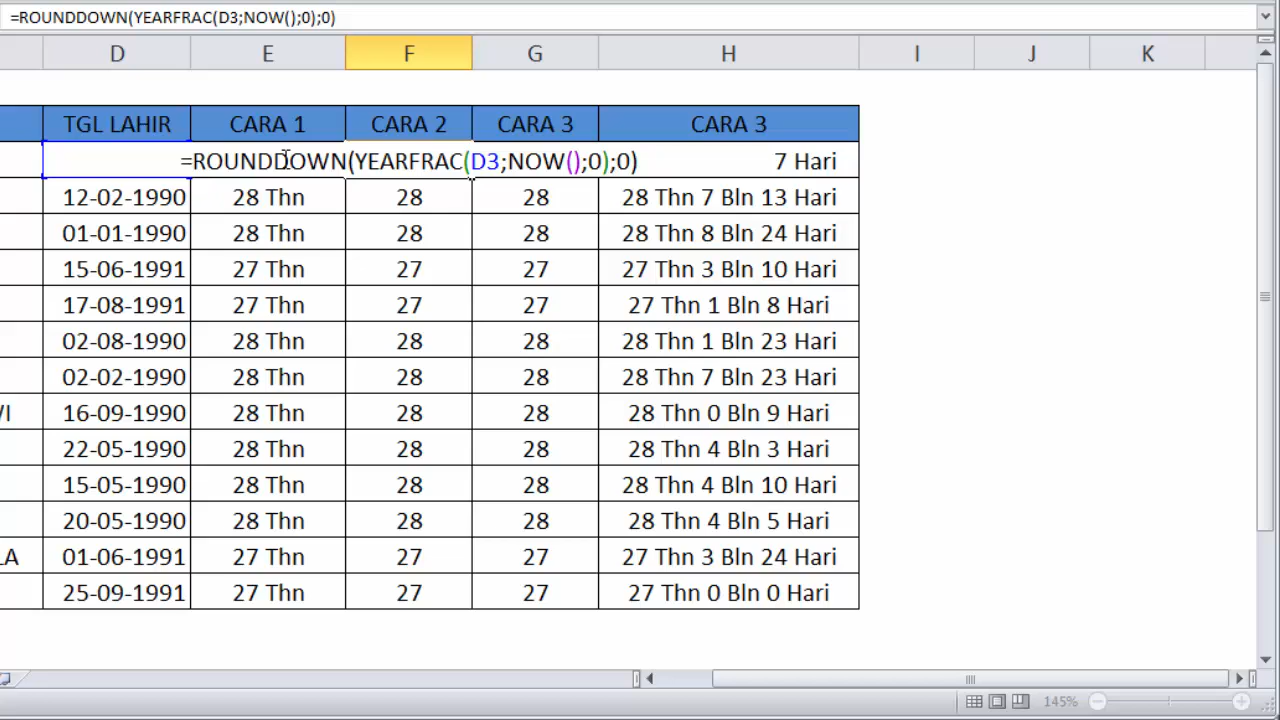 =ROUNDDOWN(YEARFRAC(D3;NOW();0);0)
D E F G H I J K
TGL LAHIR CARA 1 CARA 2 CARA 3 CARA 3
=ROUNDDOWN(YEARFRAC(D3;NOW();0);0) 7 Hari
12-02-1990 28 Thn 28 28 28 Thn 7 Bln 13 Hari
01-01-1990 28 Thn 28 28 28 Thn 8 Bln 24 Hari
15-06-1991 27 Thn 27 27 27 Thn 3 Bln 10 Hari
17-08-1991 27 Thn 27 27 27 Thn 1 Bln 8 Hari
02-08-1990 28 Thn 28 28 28 Thn 1 Bln 23 Hari
02-02-1990 28 Thn 28 28 28 Thn 7 Bln 23 Hari
VI 16-09-1990 28 Thn 28 28 28 Thn 0 Bln 9 Hari
22-05-1990 28 Thn 28 28 28 Thn 4 Bln 3 Hari
15-05-1990 28 Thn 28 28 28 Thn 4 Bln 10 Hari
20-05-1990 28 Thn 28 28 28 Thn 4 Bln 5 Hari
LA 01-06-1991 27 Thn 27 27 27 Thn 3 Bln 24 Hari
25-09-1991 27 Thn 27 27 27 Thn 0 Bln 0 Hari
145%